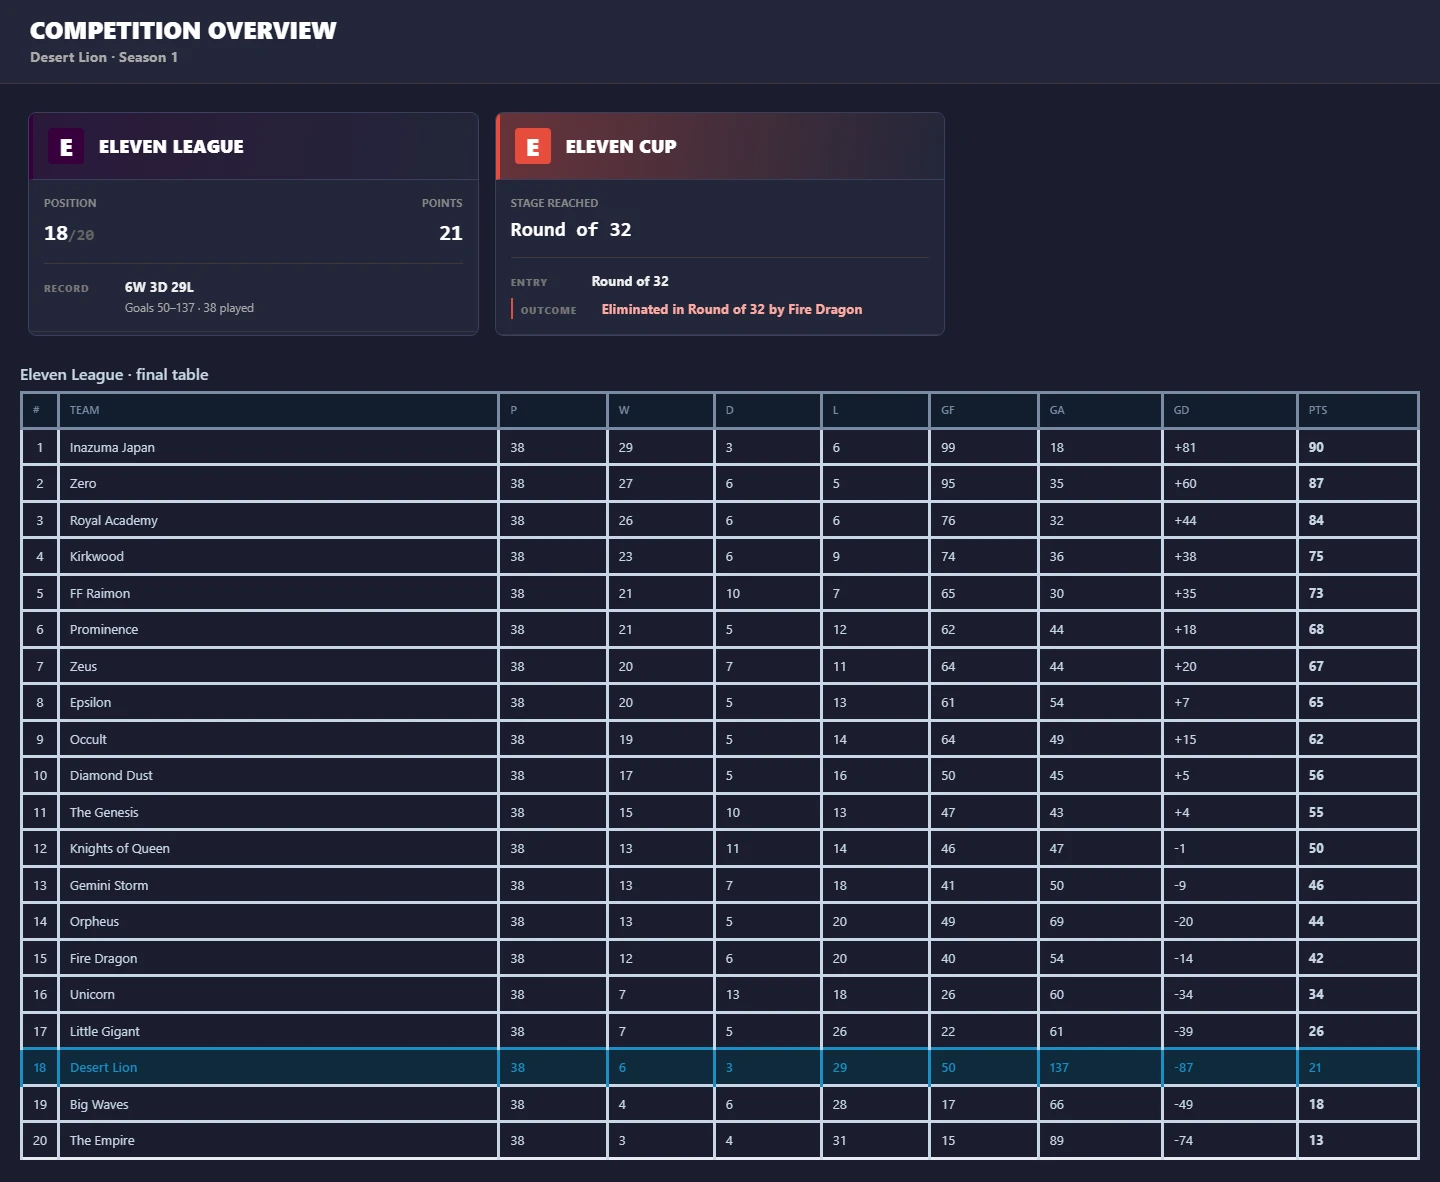 COMPETITION OVERVIEW
Desert Lion · Season 1
E ELEVEN LEAGUE
POSITION POINTS
18/20 21
RECORD 6W 3D 29L
Goals 50–137 · 38 played
E ELEVEN CUP
STAGE REACHED
Round of 32
ENTRY Round of 32
OUTCOME Eliminated in Round of 32 by Fire Dragon
Eleven League · final table
# TEAM P W D L GF GA GD PTS
1 Inazuma Japan 38 29 3 6 99 18 +81 90
2 Zero 38 27 6 5 95 35 +60 87
3 Royal Academy 38 26 6 6 76 32 +44 84
4 Kirkwood 38 23 6 9 74 36 +38 75
5 FF Raimon 38 21 10 7 65 30 +35 73
6 Prominence 38 21 5 12 62 44 +18 68
7 Zeus 38 20 7 11 64 44 +20 67
8 Epsilon 38 20 5 13 61 54 +7 65
9 Occult 38 19 5 14 64 49 +15 62
10 Diamond Dust 38 17 5 16 50 45 +5 56
11 The Genesis 38 15 10 13 47 43 +4 55
12 Knights of Queen 38 13 11 14 46 47 -1 50
13 Gemini Storm 38 13 7 18 41 50 -9 46
14 Orpheus 38 13 5 20 49 69 -20 44
15 Fire Dragon 38 12 6 20 40 54 -14 42
16 Unicorn 38 7 13 18 26 60 -34 34
17 Little Gigant 38 7 5 26 22 61 -39 26
18 Desert Lion 38 6 3 29 50 137 -87 21
19 Big Waves 38 4 6 28 17 66 -49 18
20 The Empire 38 3 4 31 15 89 -74 13